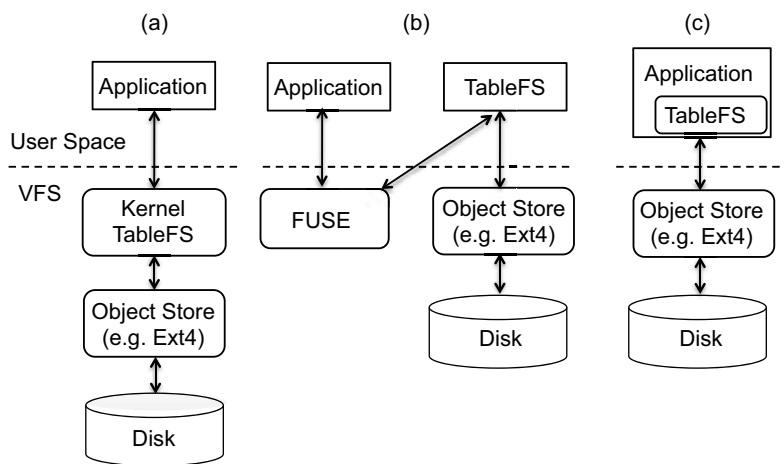 (a)
(b)
(c)
Application
Application
TableFS
Application
TableFS
User Space
VFS
Kernel
TableFS
FUSE
Object Store
(e.g. Ext4)
Object Store
(e.g. Ext4)
Object Store
(e.g. Ext4)
Disk
Disk
Disk